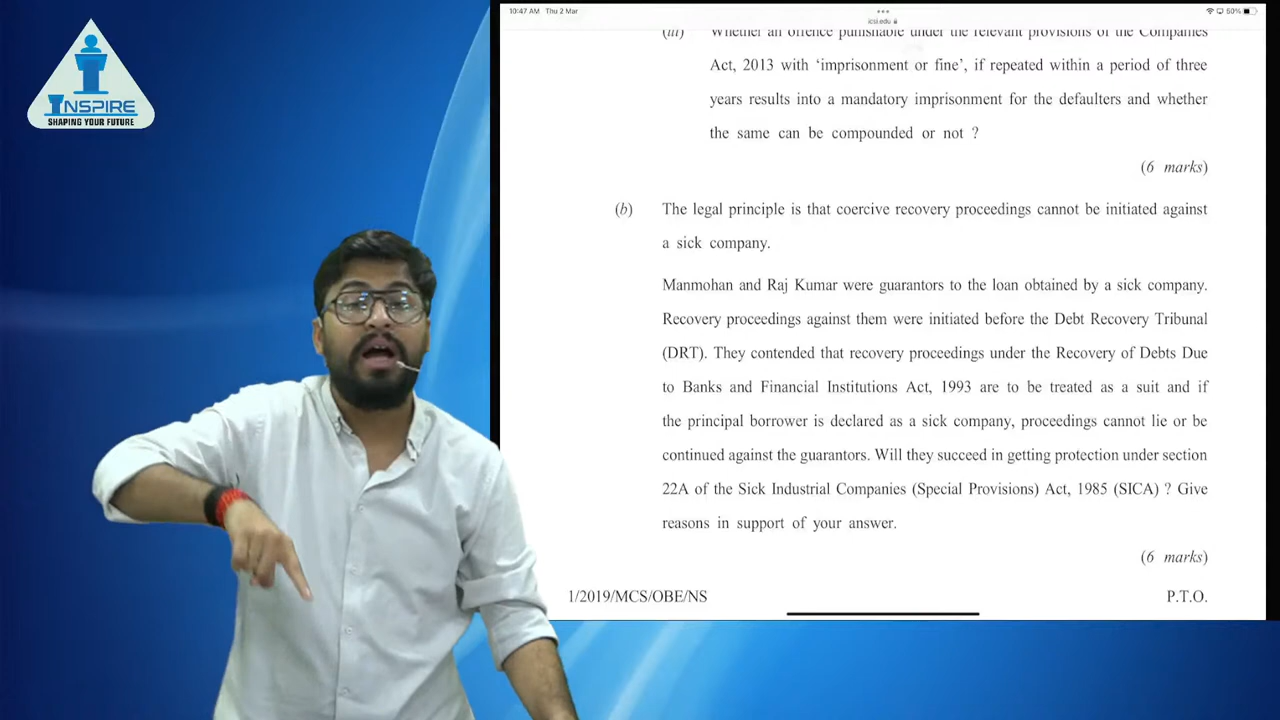 10:47 AM Thu 2 Mar
icsi.edu
50%
INSPIRE
SHAPING YOUR FUTURE
(iii) Whether an offence punishable under the relevant provisions of the Companies
Act, 2013 with ‘imprisonment or fine’, if repeated within a period of three
years results into a mandatory imprisonment for the defaulters and whether
the same can be compounded or not ?
(6 marks)
(b) The legal principle is that coercive recovery proceedings cannot be initiated against
a sick company.
Manmohan and Raj Kumar were guarantors to the loan obtained by a sick company.
Recovery proceedings against them were initiated before the Debt Recovery Tribunal
(DRT). They contended that recovery proceedings under the Recovery of Debts Due
to Banks and Financial Institutions Act, 1993 are to be treated as a suit and if
the principal borrower is declared as a sick company, proceedings cannot lie or be
continued against the guarantors. Will they succeed in getting protection under section
22A of the Sick Industrial Companies (Special Provisions) Act, 1985 (SICA) ? Give
reasons in support of your answer.
(6 marks)
1/2019/MCS/OBE/NS
P.T.O.